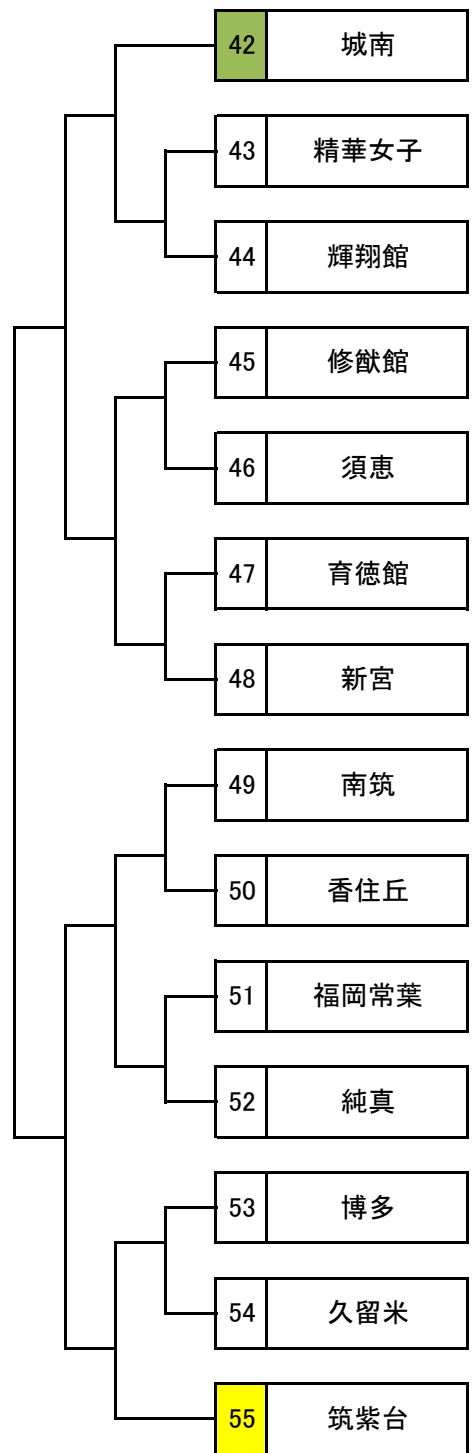 42 城南
43 精華女子
44 輝翔館
45 修猷館
46 須恵
47 育徳館
48 新宮
49 南筑
50 香住丘
51 福岡常葉
52 純真
53 博多
54 久留米
55 筑紫台